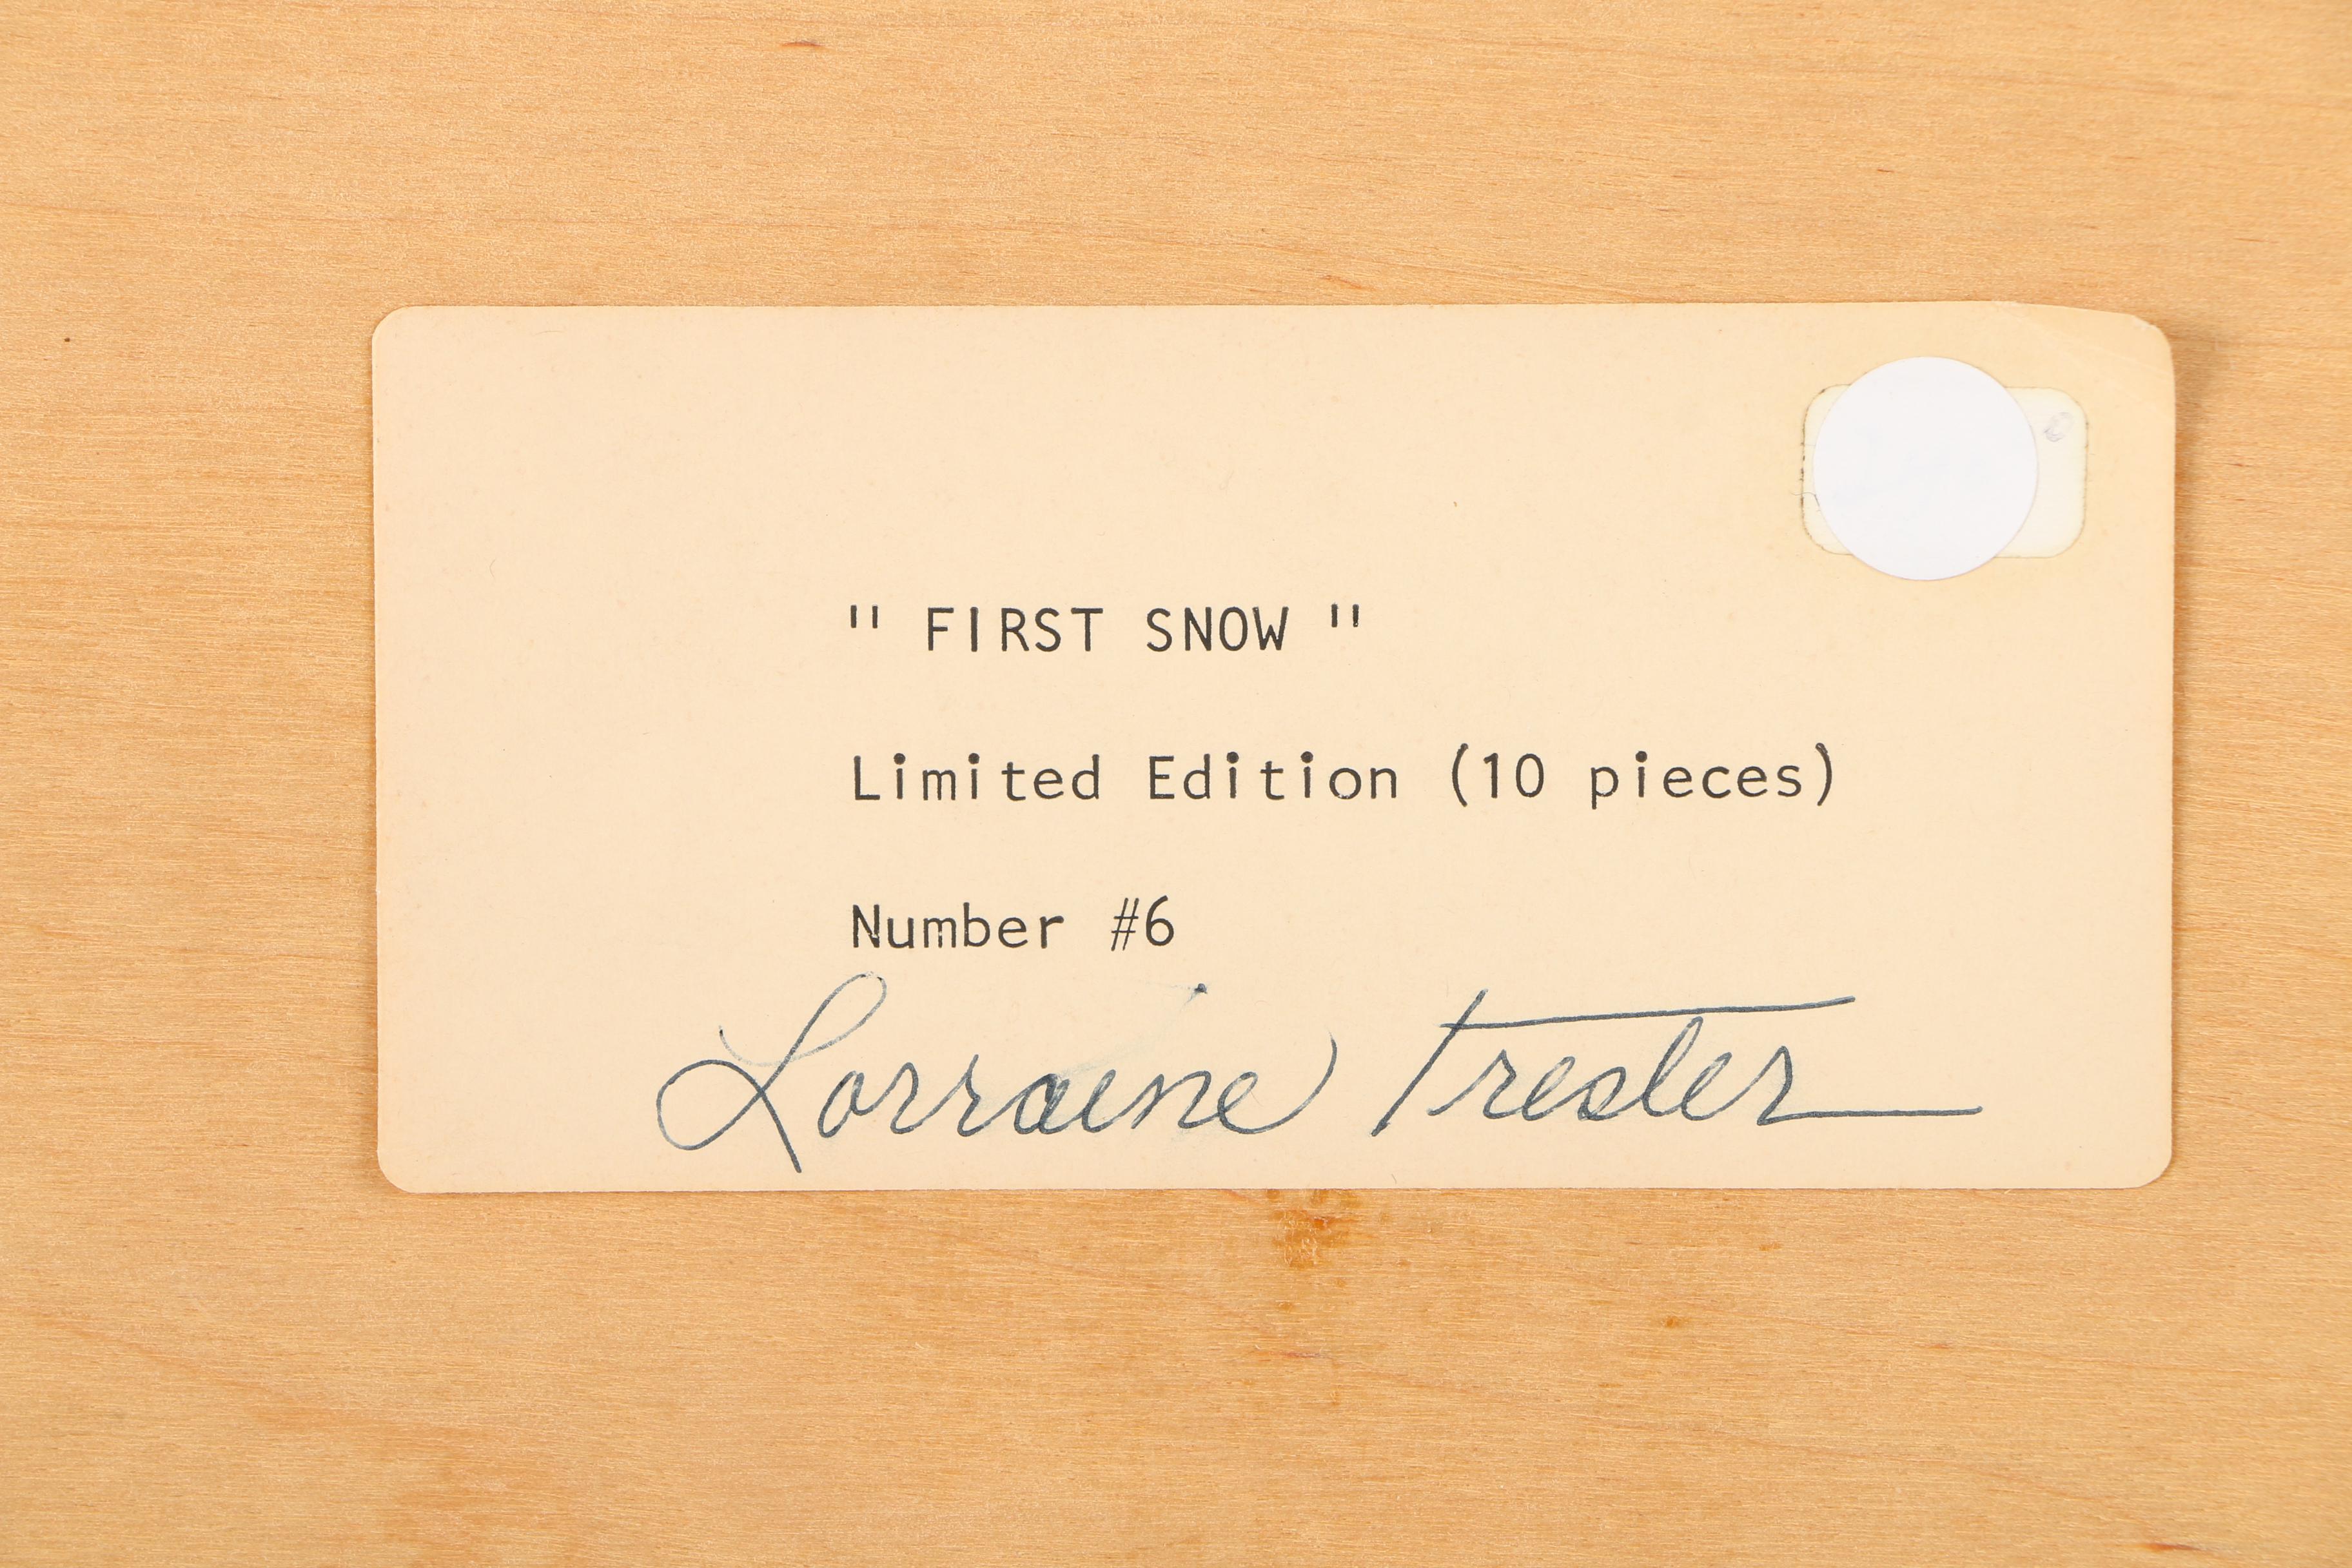 " FIRST SNOW "
Limited Edition (10 pieces)
Number #6
Lorraine Trester